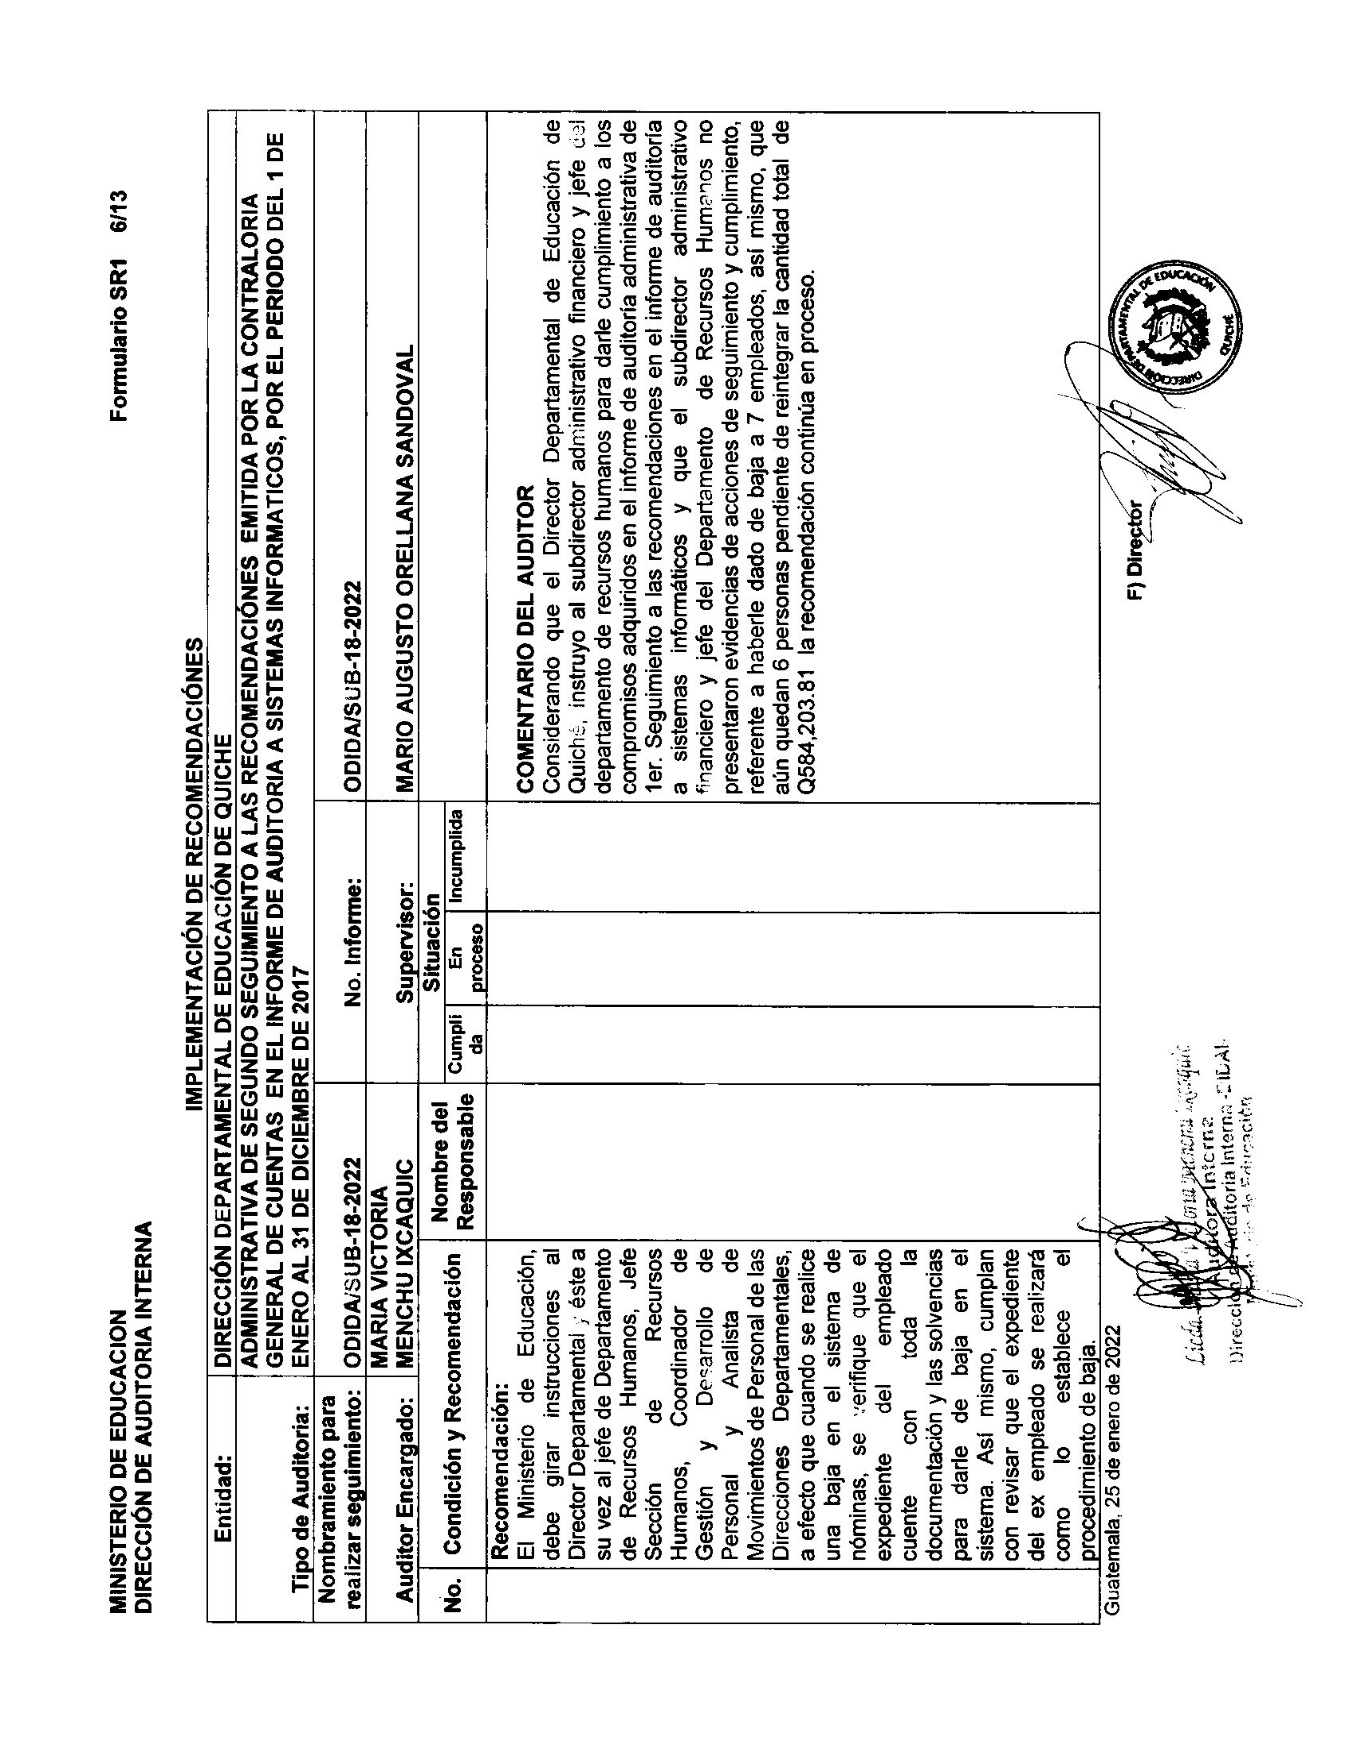 MINISTERIO DE EDUCACION
DIRECCIÓN DE AUDITORIA INTERNA
Formulario SR1 6/13
IMPLEMENTACIÓN DE RECOMENDACIÓNES
Entidad: DIRECCIÓN DEPARTAMENTAL DE EDUCACIÓN DE QUICHE
Tipo de Auditoria: ADMINISTRATIVA DE SEGUNDO SEGUIMIENTO A LAS RECOMENDACIÓNES EMITIDA POR LA CONTRALORIA
GENERAL DE CUENTAS EN EL INFORME DE AUDITORIA A SISTEMAS INFORMATICOS, POR EL PERIODO DEL 1 DE
ENERO AL 31 DE DICIEMBRE DE 2017
Nombramiento para
realizar seguimiento: ODIDA/SUB-18-2022 No. Informe: ODIDA/SUB-18-2022
Auditor Encargado: MARIA VICTORIA
MENCHU IXCAQUIC Supervisor: MARIO AUGUSTO ORELLANA SANDOVAL
No. Condición y Recomendación Nombre del
Responsable
Situación
Cumpli
da
En
proceso
Incumplida
Recomendación:
El Ministerio de Educación,
debe girar instrucciones al
Director Departamental y éste a
su vez al jefe de Departamento
de Recursos Humanos, Jefe
Sección de Recursos
Humanos, Coordinador de
Gestión y Desarrollo de
Personal y Analista de
Movimientos de Personal de las
Direcciones Departamentales,
a efecto que cuando se realice
una baja en el sistema de
nóminas, se verifique que el
expediente del empleado
cuente con toda la
documentación y las solvencias
para darle de baja en el
sistema. Así mismo, cumplan
con revisar que el expediente
del ex empleado se realizará
como lo establece el
procedimiento de baja.
COMENTARIO DEL AUDITOR
Considerando que el Director Departamental de Educación de
Quiché, instruyo al subdirector administrativo financiero y jefe del
departamento de recursos humanos para darle cumplimiento a los
compromisos adquiridos en el informe de auditoría administrativa de
1er. Seguimiento a las recomendaciones en el informe de auditoría
a sistemas informáticos y que el subdirector administrativo
financiero y jefe del Departamento de Recursos Humanos no
presentaron evidencias de acciones de seguimiento y cumplimiento,
referente a haberle dado de baja a 7 empleados, así mismo, que
aún quedan 6 personas pendiente de reintegrar la cantidad total de
Q584,203.81 la recomendación continúa en proceso.
Guatemala, 25 de enero de 2022
Licda.
Auditora Interna
Dirección de Auditoria Interna -DIDAI-
de Educación
F) Director
DIRECCIÓN DEPARTAMENTAL DE EDUCACIÓN
QUICHÉ